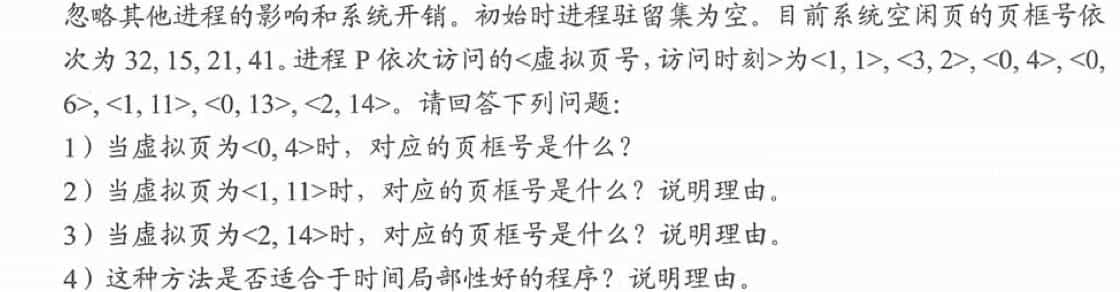 忽略其他进程的影响和系统开销。初始时进程驻留集为空。目前系统空闲页的页框号依
次为 32, 15, 21, 41。进程 P 依次访问的<虚拟页号,访问时刻>为<1, 1>, <3, 2>, <0, 4>, <0,
6>, <1, 11>, <0, 13>, <2, 14>。请回答下列问题:
1）当虚拟页为<0, 4>时，对应的页框号是什么？
2）当虚拟页为<1, 11>时，对应的页框号是什么？说明理由。
3）当虚拟页为<2, 14>时，对应的页框号是什么？说明理由。
4）这种方法是否适合于时间局部性好的程序？说明理由。